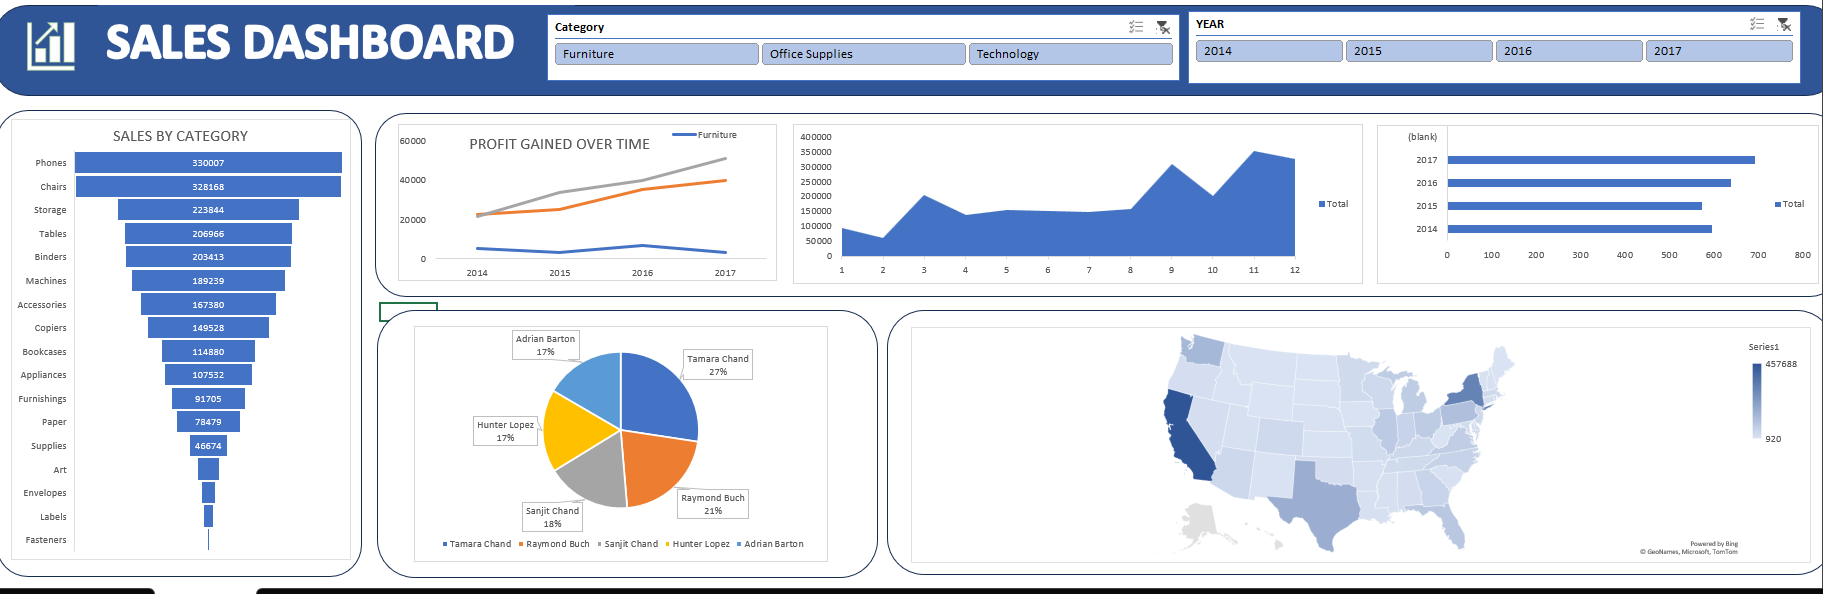 SALES DASHBOARD
Category
Furniture
Office Supplies
Technology
YEAR
2014
2015
2016
2017
SALES BY CATEGORY
Phones 330007
Chairs 328168
Storage 223844
Tables 206966
Binders 203413
Machines 189239
Accessories 167380
Copiers 149528
Bookcases 114880
Appliances 107532
Furnishings 91705
Paper 78479
Supplies 46674
Art
Envelopes
Labels
Fasteners
PROFIT GAINED OVER TIME
Furniture
60000
40000
20000
0
2014 2015 2016 2017
400000
350000
300000
250000
200000
150000
100000
50000
0
1 2 3 4 5 6 7 8 9 10 11 12
Total
(blank)
2017
2016
2015
2014
0 100 200 300 400 500 600 700 800
Total
Adrian Barton
17%
Tamara Chand
27%
Hunter Lopez
17%
Raymond Buch
21%
Sanjit Chand
18%
Tamara Chand Raymond Buch Sanjit Chand Hunter Lopez Adrian Barton
Series1
457688
920
Powered by Bing
© GeoNames, Microsoft, TomTom